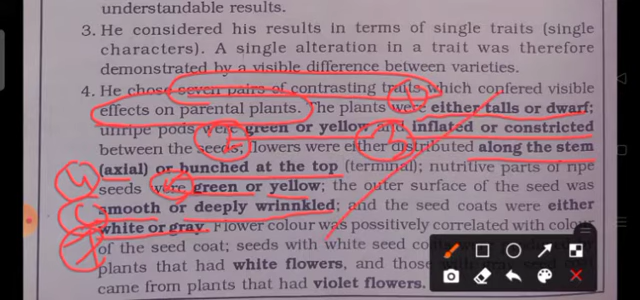 understandable results.
3. He considered his results in terms of single traits (single
characters). A single alteration in a trait was therefore
demonstrated by a visible difference between varieties.
4. He chose seven pairs of contrasting traits which confered visible
effects on parental plants. The plants were either talls or dwarf;
unripe pods were green or yellow and inflated or constricted
between the seeds; flowers were either distributed along the stem
(axial) or bunched at the top (terminal); nutritive parts of ripe
seeds were green or yellow; the outer surface of the seed was
smooth or deeply wrinkled; and the seed coats were either
white or gray. Flower colour was possitively correlated with colour
of the seed coat; seeds with white seed
plants that had white flowers, and those
came from plants that had violet flowers.